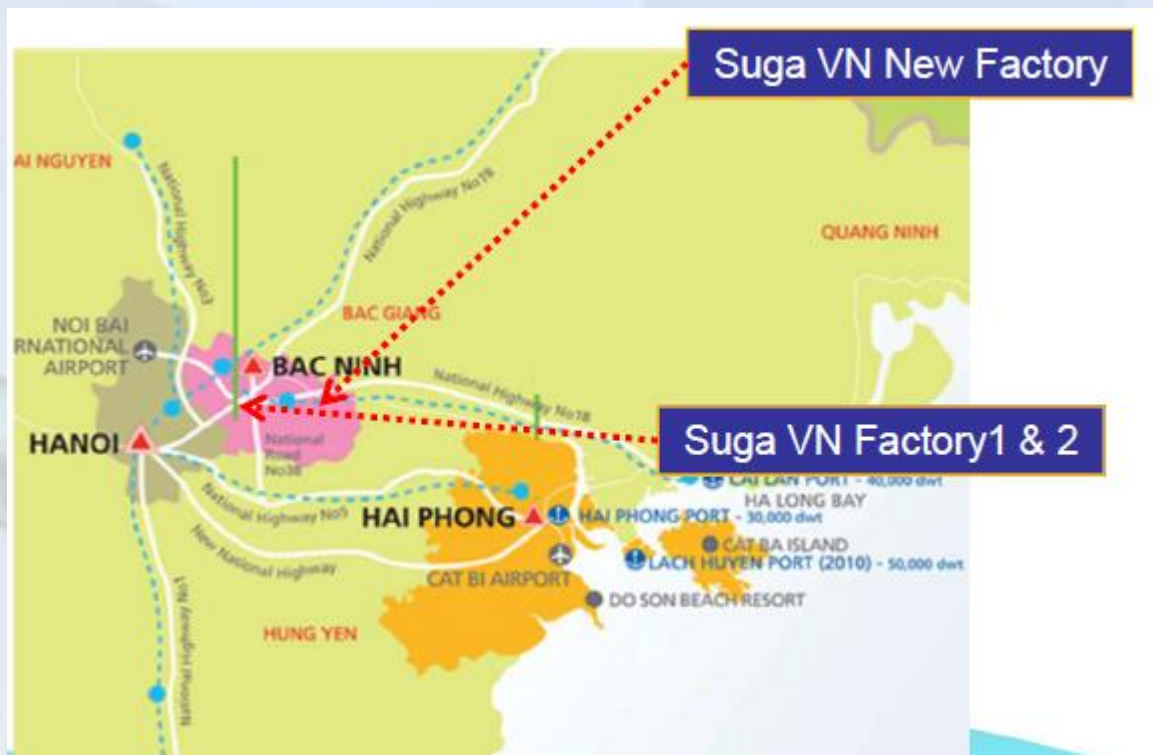 Suga VN New Factory
AI NGUYEN
National Highway No3
National Highway No18
QUANG NINH
BAC GIANG
NOI BAI
RNATIONAL
AIRPORT
BAC NINH
National Highway No18
HANOI
National
Road
No38
Suga VN Factory1 & 2
CAI LAN PORT - 40,000 dwt
HA LONG BAY
National Highway No5
HAI PHONG
HAI PHONG PORT - 30,000 dwt
New National Highway
CAT BA ISLAND
CAT BI AIRPORT
LACH HUYEN PORT (2010) - 50,000 dwt
DO SON BEACH RESORT
National Highway No1
HUNG YEN